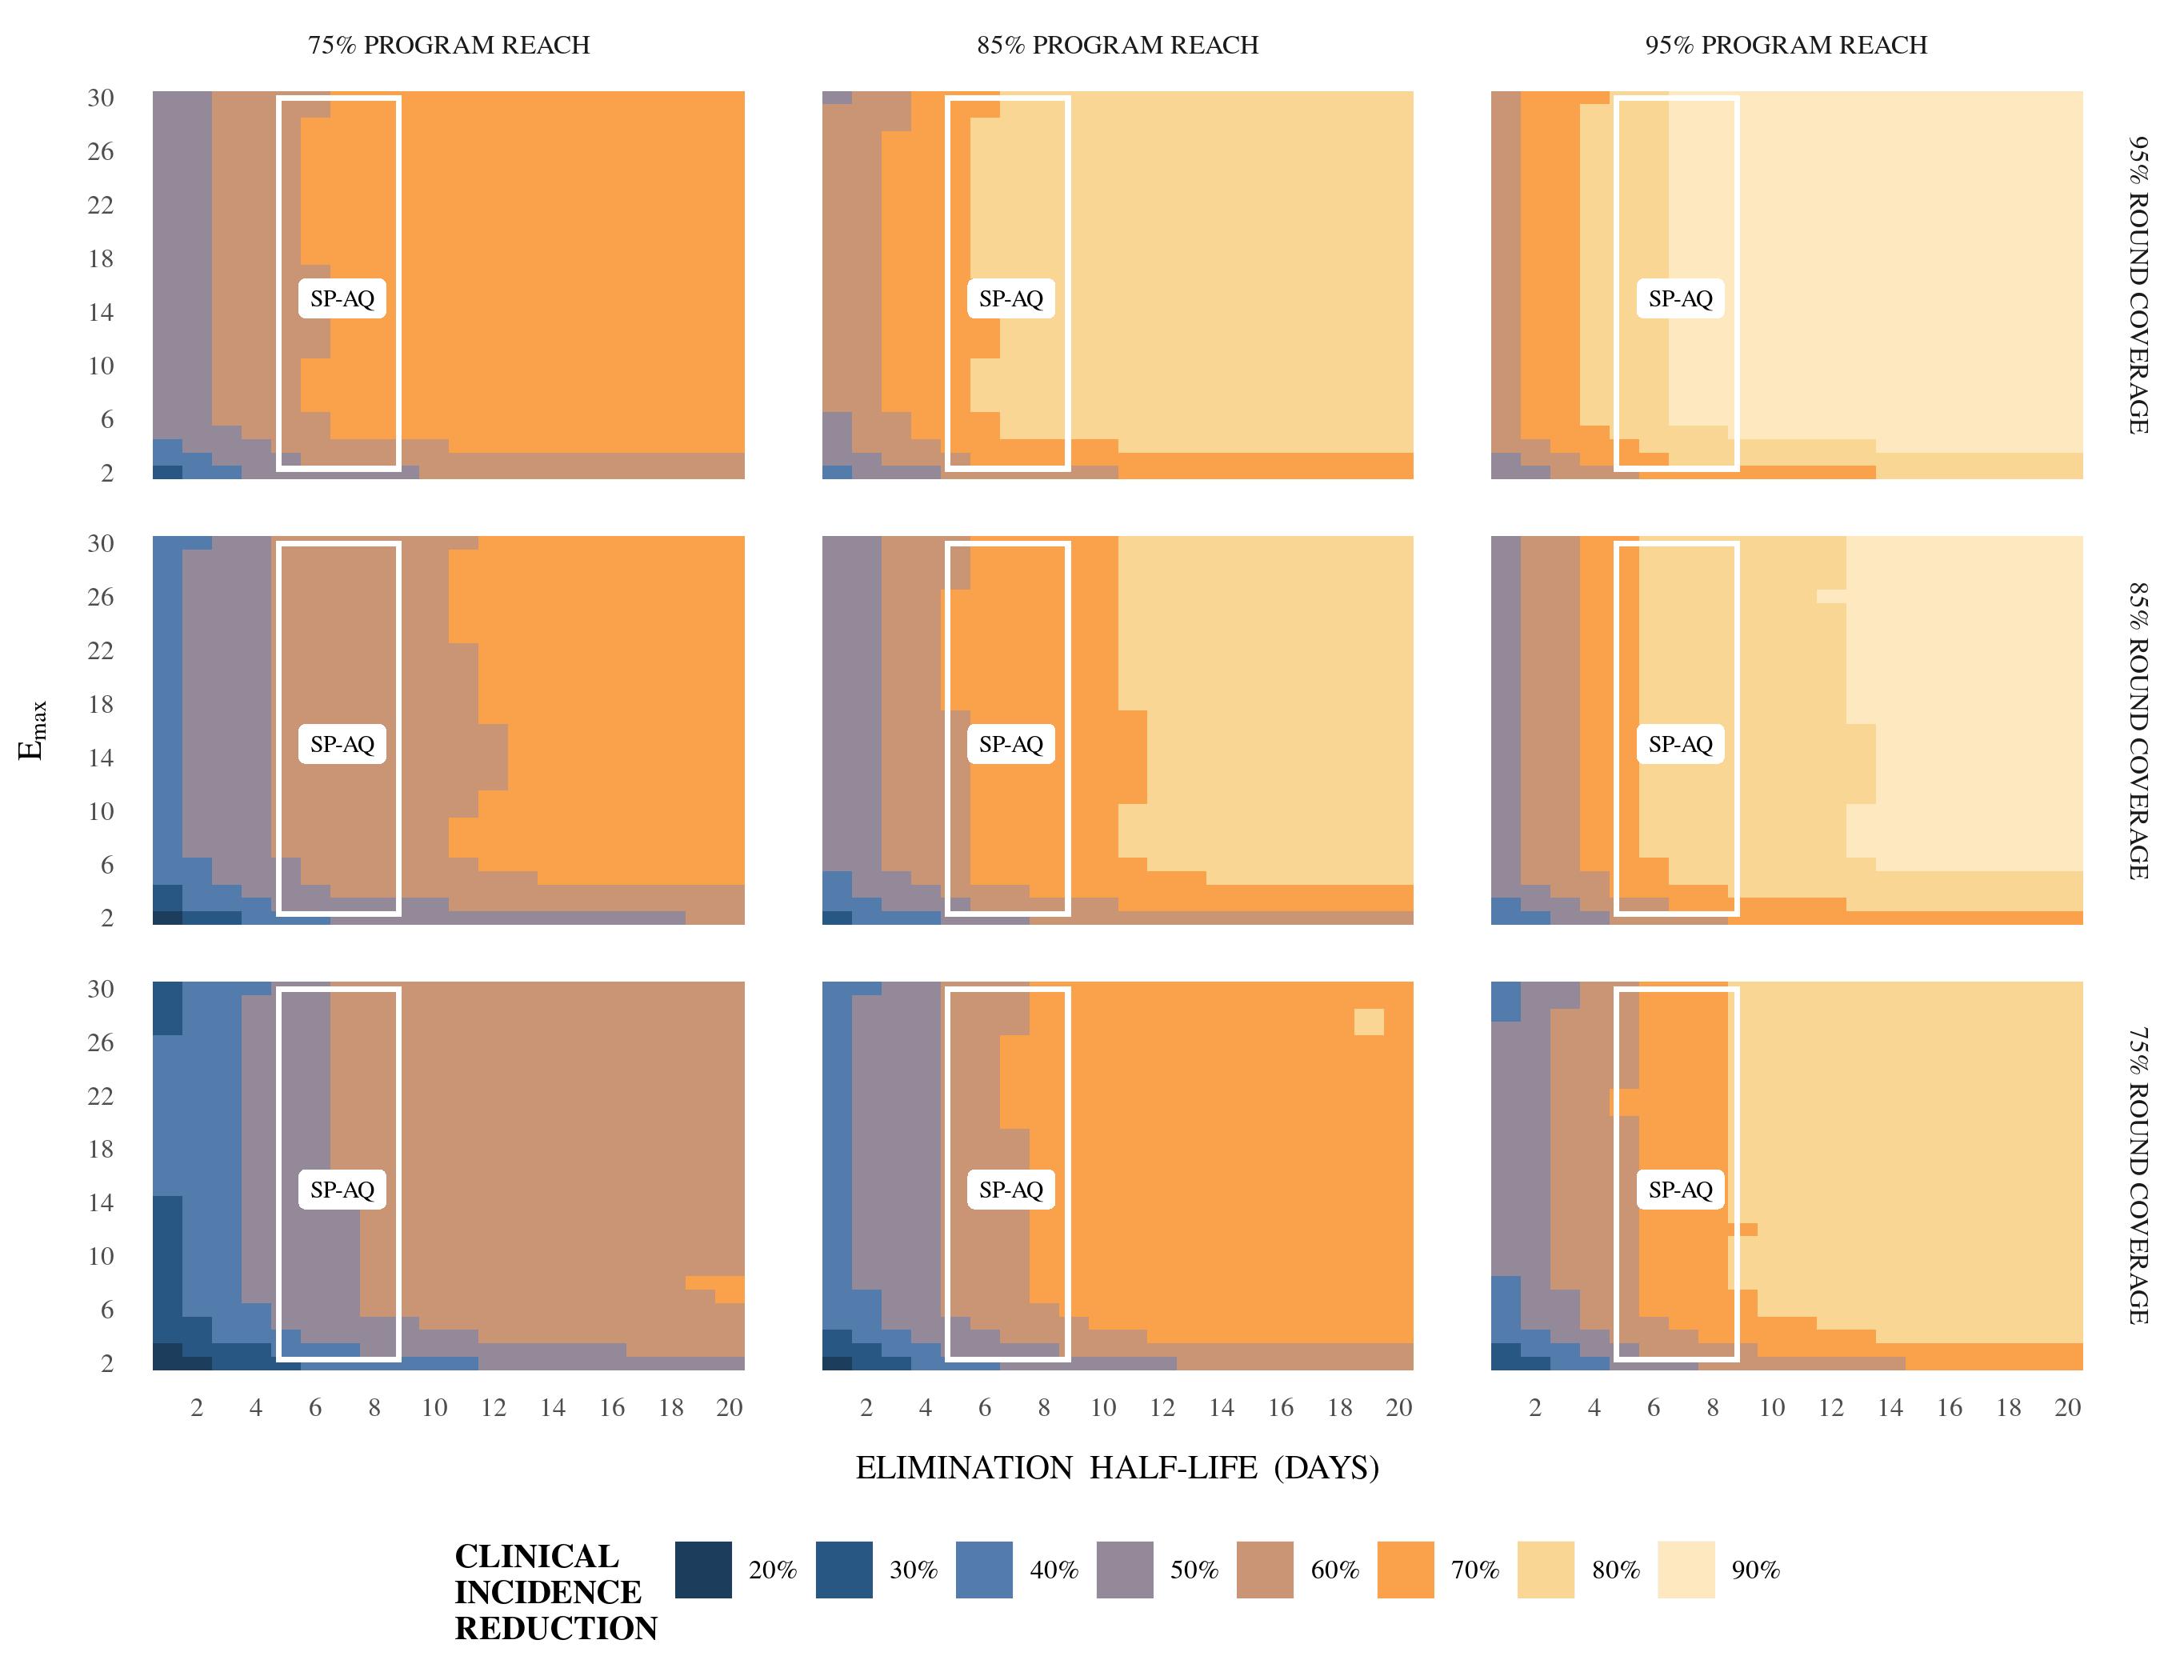 75% PROGRAM REACH
85% PROGRAM REACH
95% PROGRAM REACH
30
26
22
18
14
10
6
2
SP-AQ
SP-AQ
SP-AQ
95% ROUND COVERAGE
E max
30
26
22
18
14
10
6
2
SP-AQ
SP-AQ
SP-AQ
85% ROUND COVERAGE
30
26
22
18
14
10
6
2
SP-AQ
SP-AQ
SP-AQ
75% ROUND COVERAGE
2 4 6 8 10 12 14 16 18 20
2 4 6 8 10 12 14 16 18 20
2 4 6 8 10 12 14 16 18 20
ELIMINATION HALF-LIFE (DAYS)
CLINICAL
INCIDENCE
REDUCTION
20% 30% 40% 50% 60% 70% 80% 90%